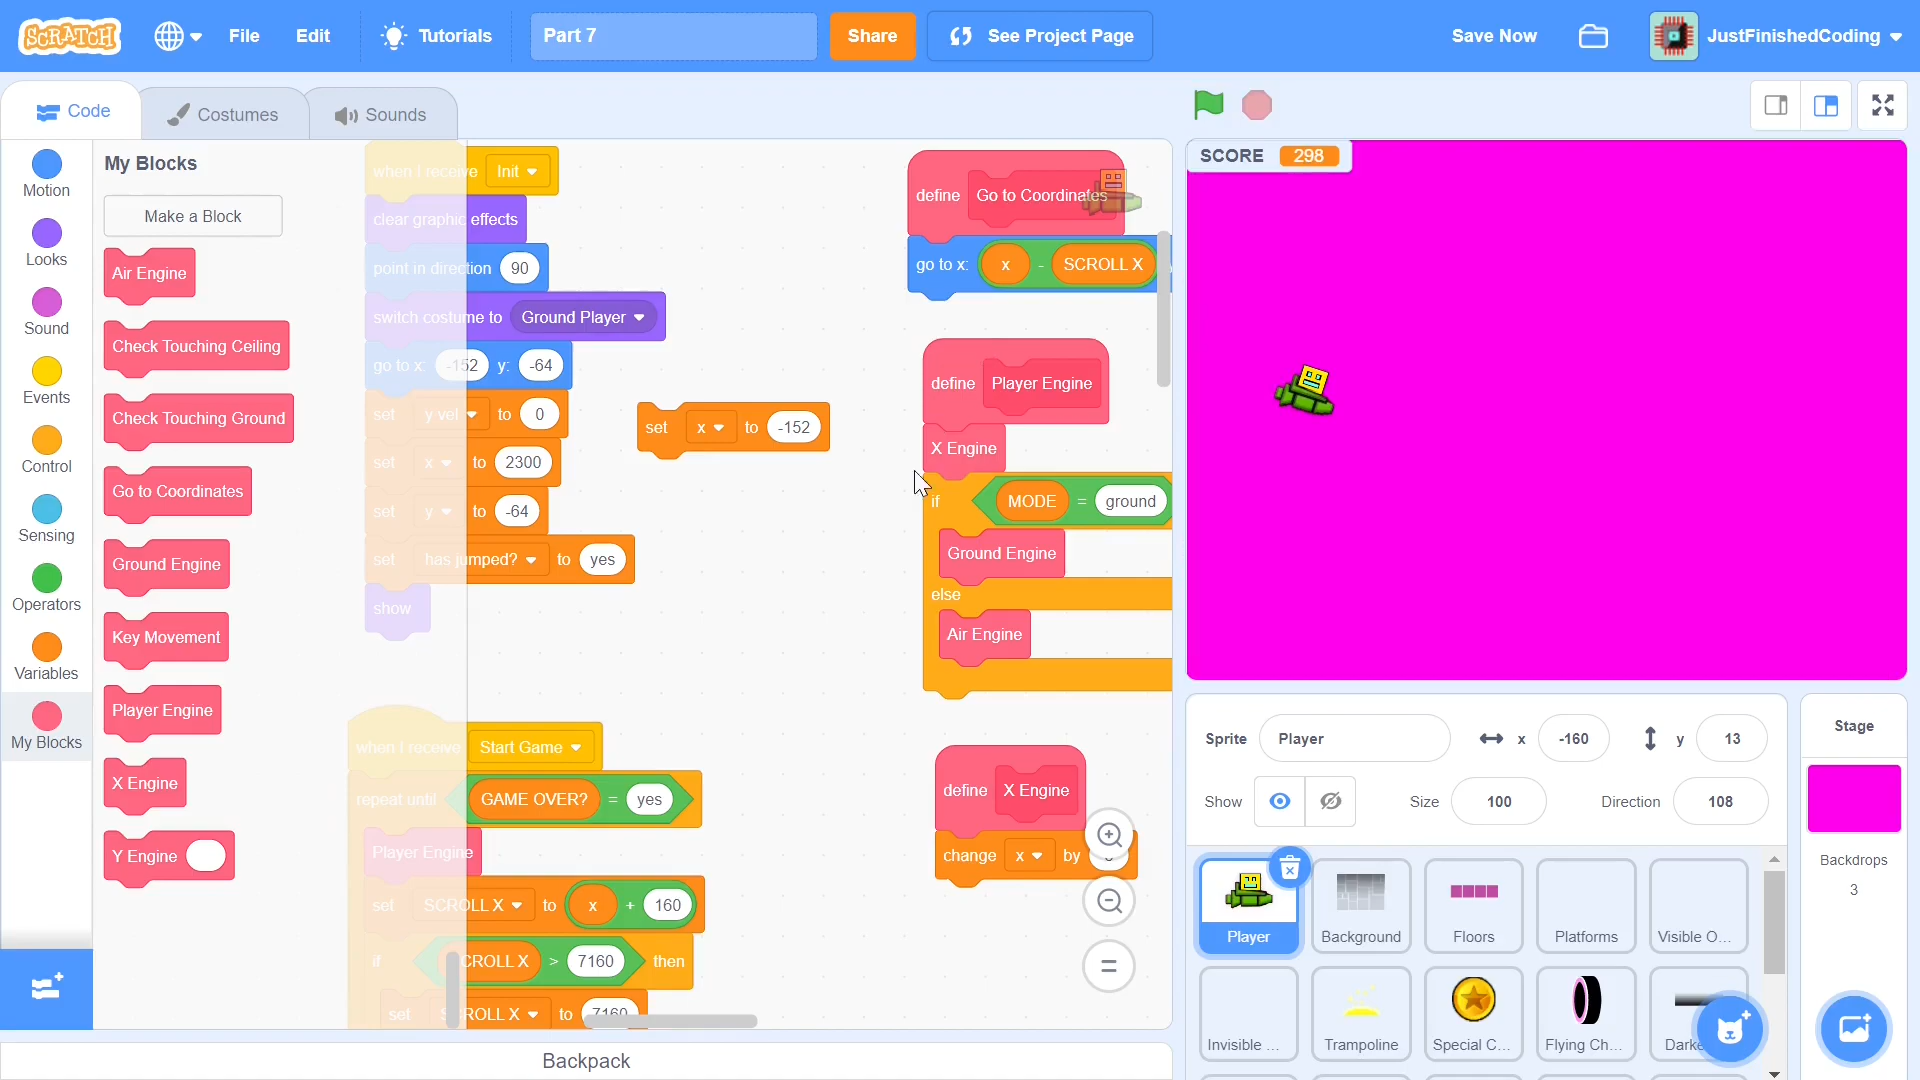 SCRATCH
File
Edit
Tutorials
Part 7
Share
See Project Page
Save Now
JustFinishedCoding
Code
Costumes
Sounds
Motion
Looks
Sound
Events
Control
Sensing
Operators
Variables
My Blocks
My Blocks
Make a Block
Air Engine
Check Touching Ceiling
Check Touching Ground
Go to Coordinates
Ground Engine
Key Movement
Player Engine
X Engine
Y Engine
when I receive Init
clear graphic effects
point in direction 90
switch costume to Ground Player
go to x: -152 y: -64
set y vel to 0
set x to 2300
set y to -64
set has jumped? to yes
show
set x to -152
when I receive Start Game
repeat until GAME OVER? = yes
Player Engine
set SCROLL X to x + 160
if SCROLL X > 7160 then
set SCROLL X to 7160
define Go to Coordinates
go to x: x - SCROLL X
define Player Engine
X Engine
if MODE = ground
Ground Engine
else
Air Engine
define X Engine
change x by
Backpack
SCORE 298
Sprite Player x -160 y 13
Show Size 100 Direction 108
Player
Background
Floors
Platforms
Visible O...
Invisible ...
Trampoline
Special C...
Flying Ch...
Stage
Backdrops
3